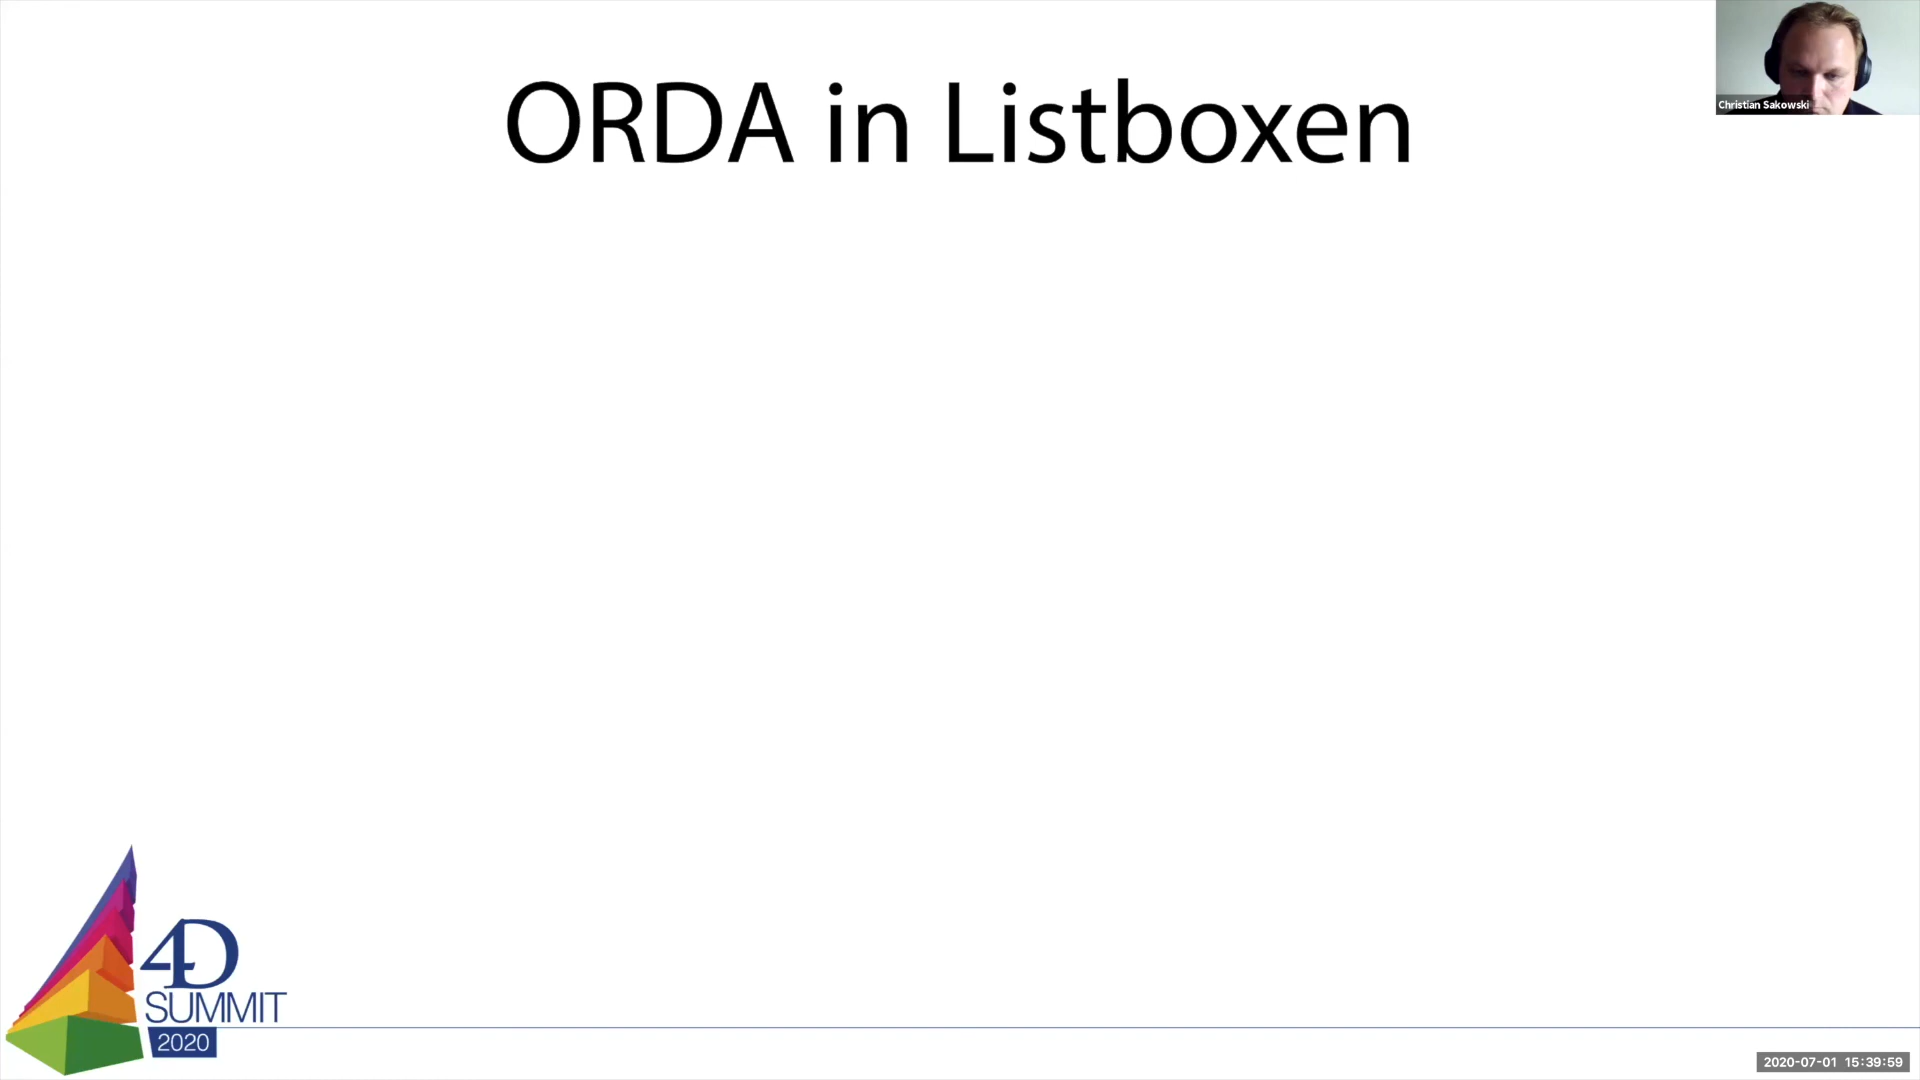 ORDA in Listboxen
Christian Sakowski
4D
SUMMIT
2020
2020-07-01 15:39:59